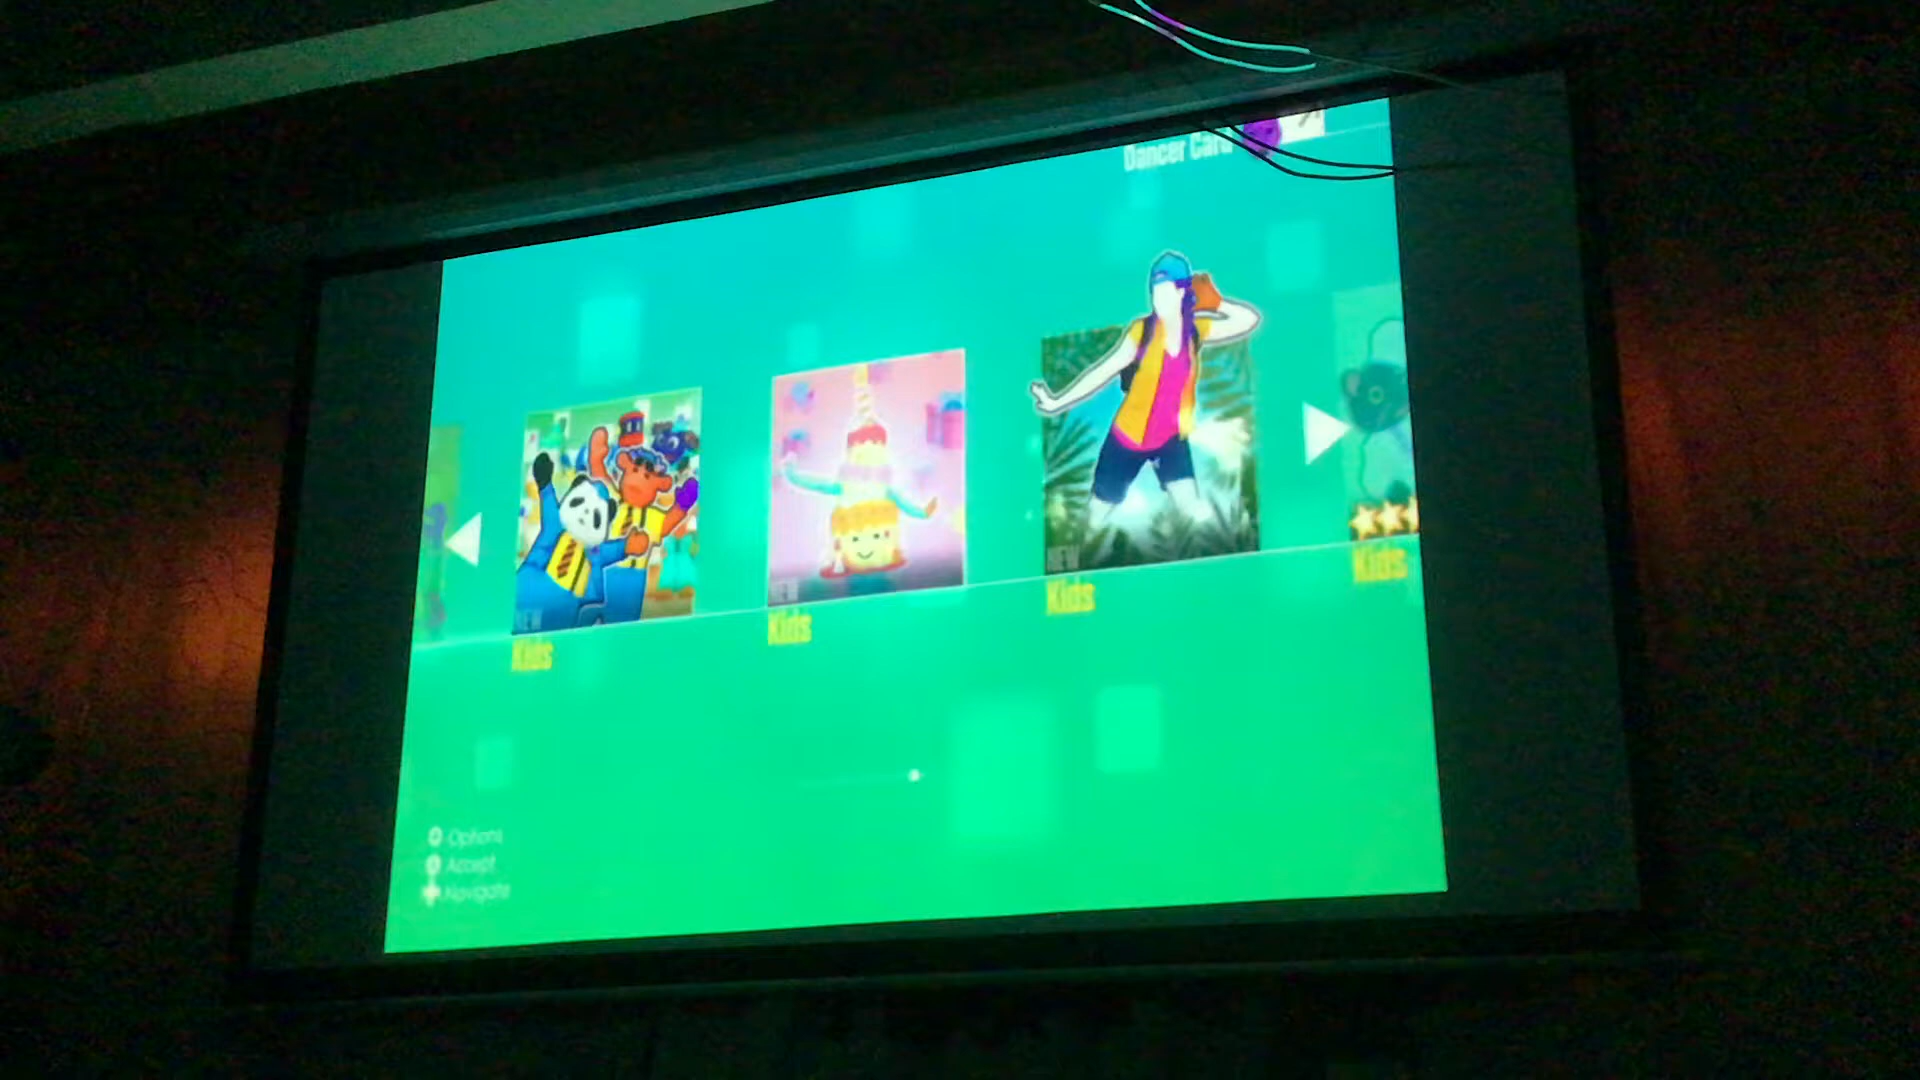 Dancer Card
NEW
Kids
NEW
Kids
NEW
Kids
Kids
Options
Accept
Navigate